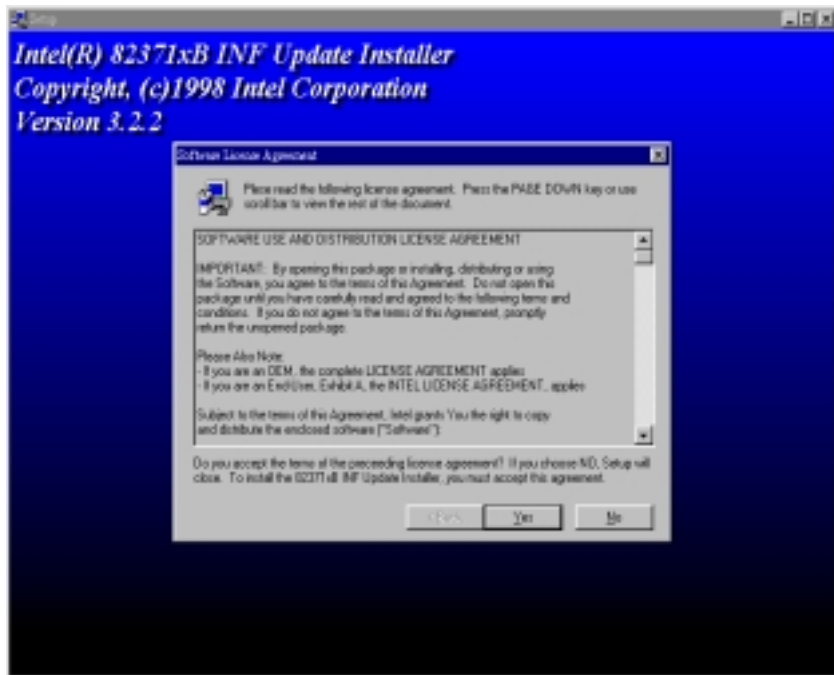 Setup
Intel(R) 82371xB INF Update Installer
Copyright, (c)1998 Intel Corporation
Version 3.2.2
Software License Agreement
Please read the following license agreement. Press the PAGE DOWN key or use
scroll bar to view the rest of the document.
SOFTWARE USE AND DISTRIBUTION LICENSE AGREEMENT
IMPORTANT: By opening this package or installing, distributing or using
the Software, you agree to the terms of this Agreement. Do not open this
package until you have carefully read and agreed to the following terms and
conditions. If you do not agree to the terms of this Agreement, promptly
return the unopened package.
Please Also Note:
- If you are an OEM, the complete LICENSE AGREEMENT applies
- If you are an End-User, Exhibit A, the INTEL LICENSE AGREEMENT, applies
Subject to the terms of this Agreement, Intel grants You the right to copy
and distribute the enclosed software ("Software"):
Do you accept the terms of the preceeding license agreement? If you choose NO, Setup will
close. To install the 82371xB INF Update Installer, you must accept this agreement.
< Back
Yes
No